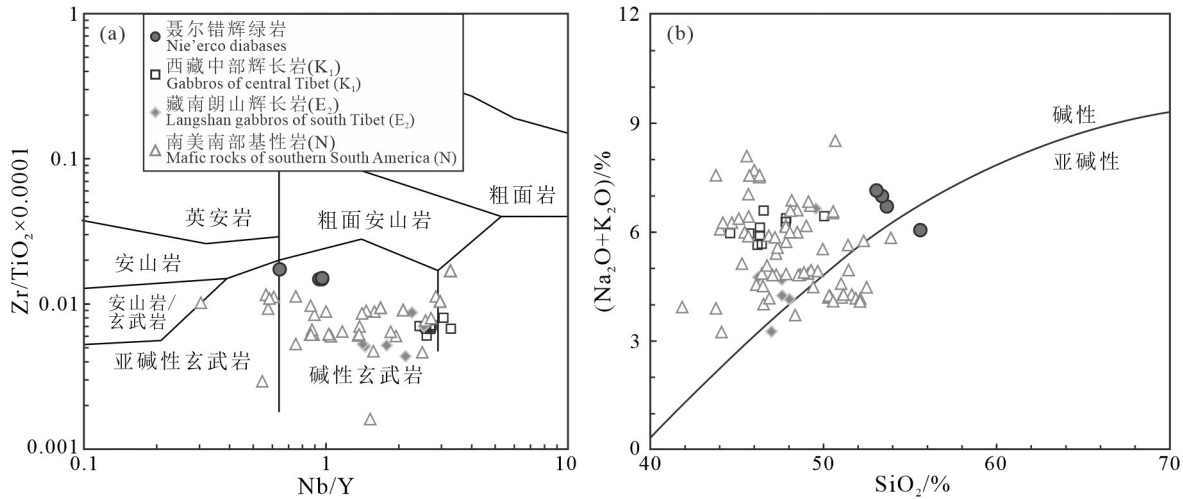 (a)
聂尔错辉绿岩
Nie'erco diabases
西藏中部辉长岩(K₁)
Gabbros of central Tibet (K₁)
藏南朗山辉长岩(E₂)
Langshan gabbros of south Tibet (E₂)
南美南部基性岩(N)
Mafic rocks of southern South America (N)
粗面岩
英安岩
粗面安山岩
安山岩
安山岩/
玄武岩
亚碱性玄武岩
碱性玄武岩
1
0.1
0.01
0.001
Zr/TiO₂×0.0001
0.1
1
10
Nb/Y
(b)
碱性
亚碱性
12
9
6
3
0
(Na₂O+K₂O)/%
40
50
60
70
SiO₂/%